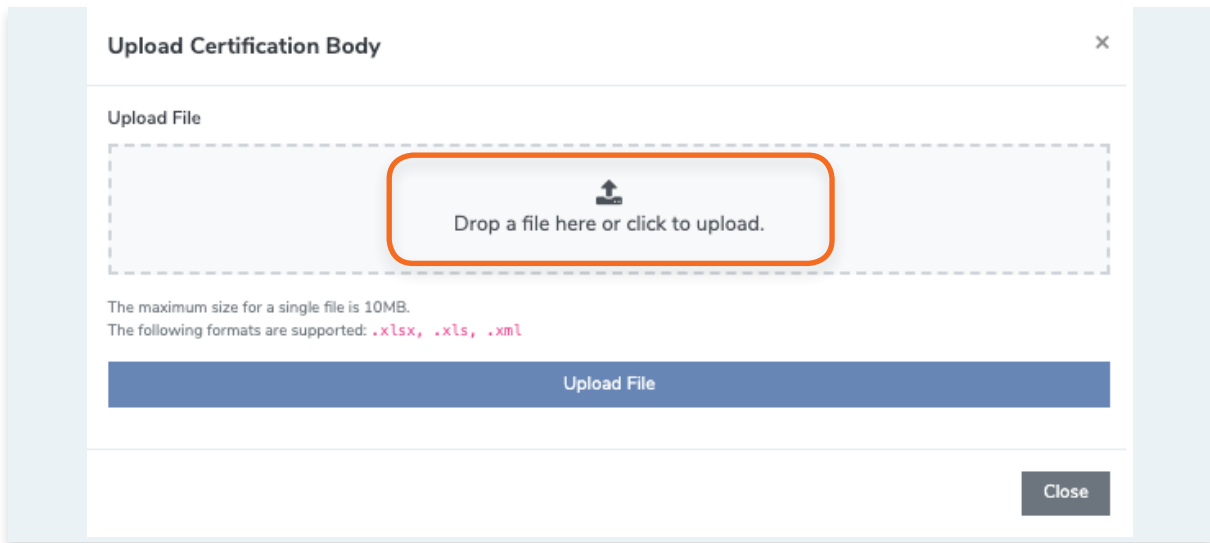 Upload Certification Body
×
Upload File
Drop a file here or click to upload.
The maximum size for a single file is 10MB.
The following formats are supported: .xlsx, .xls, .xml
Upload File
Close